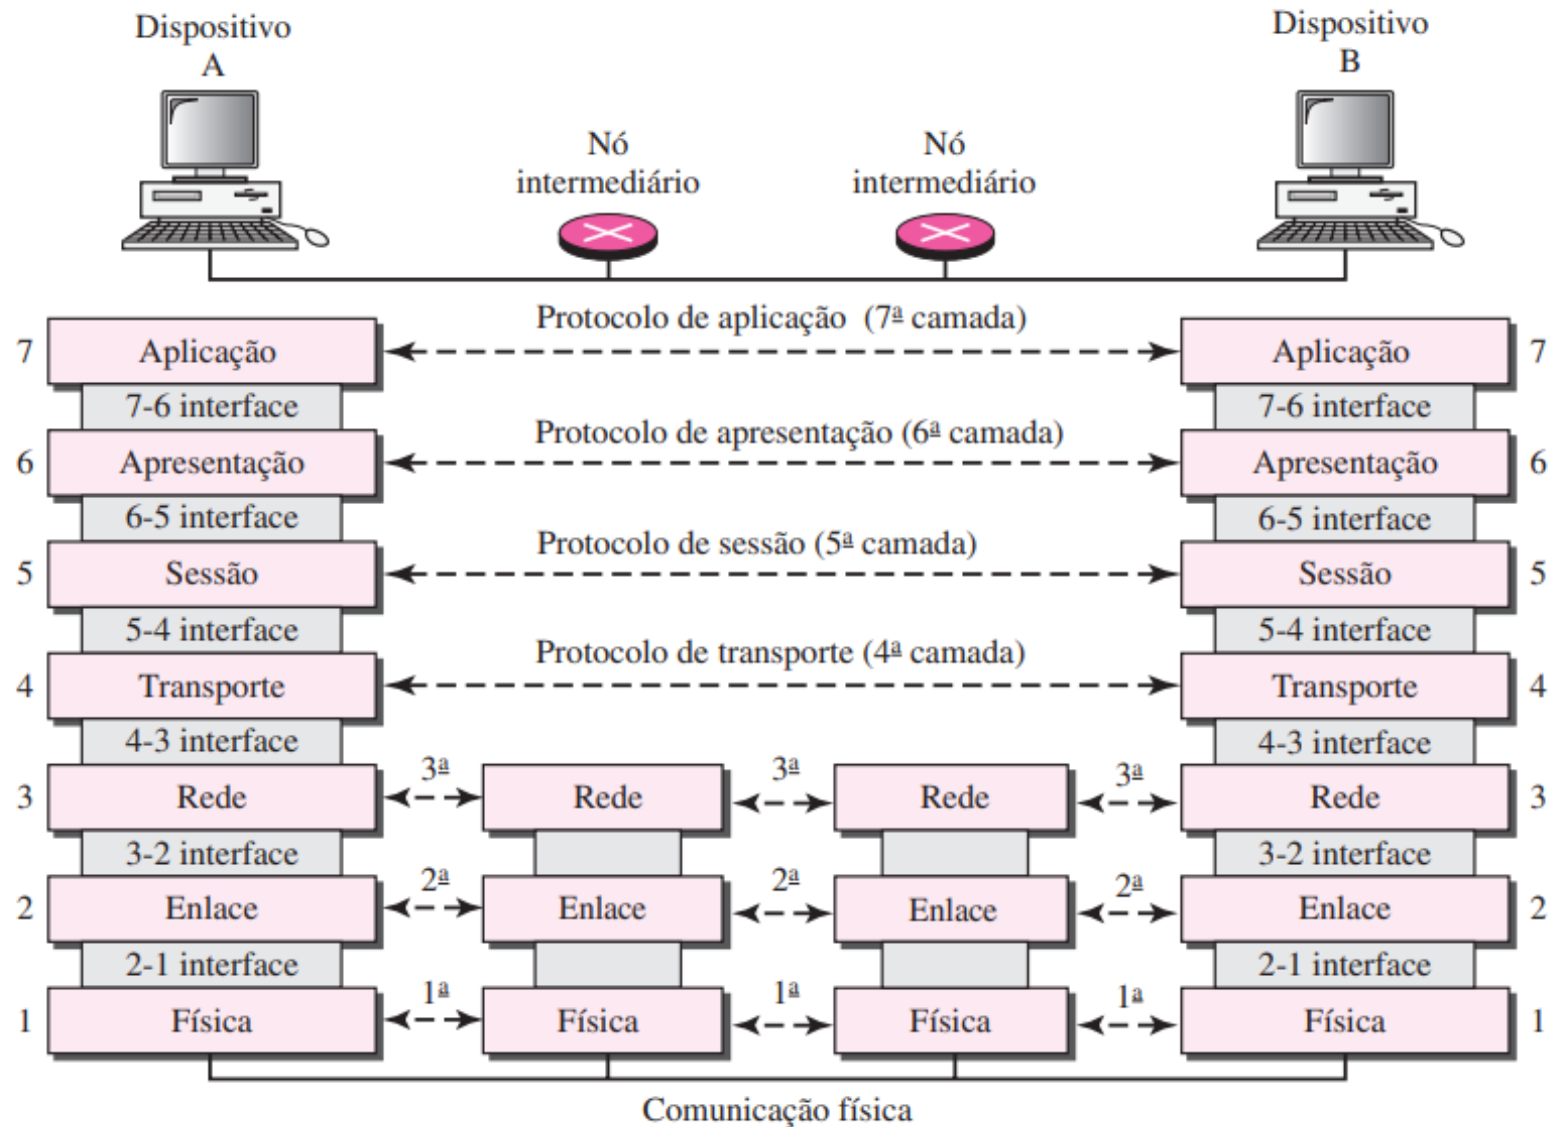 Dispositivo
A
Dispositivo
B
Nó
intermediário
Nó
intermediário
Protocolo de aplicação (7ª camada)
7
Aplicação
Aplicação
7
7-6 interface
7-6 interface
Protocolo de apresentação (6ª camada)
6
Apresentação
Apresentação
6
6-5 interface
6-5 interface
Protocolo de sessão (5ª camada)
5
Sessão
Sessão
5
5-4 interface
5-4 interface
Protocolo de transporte (4ª camada)
4
Transporte
Transporte
4
4-3 interface
4-3 interface
3
Rede
3ª
Rede
3ª
Rede
3ª
Rede
3
3-2 interface
3-2 interface
2
Enlace
2ª
Enlace
2ª
Enlace
2ª
Enlace
2
2-1 interface
2-1 interface
1
Física
1ª
Física
1ª
Física
1ª
Física
1
Comunicação física